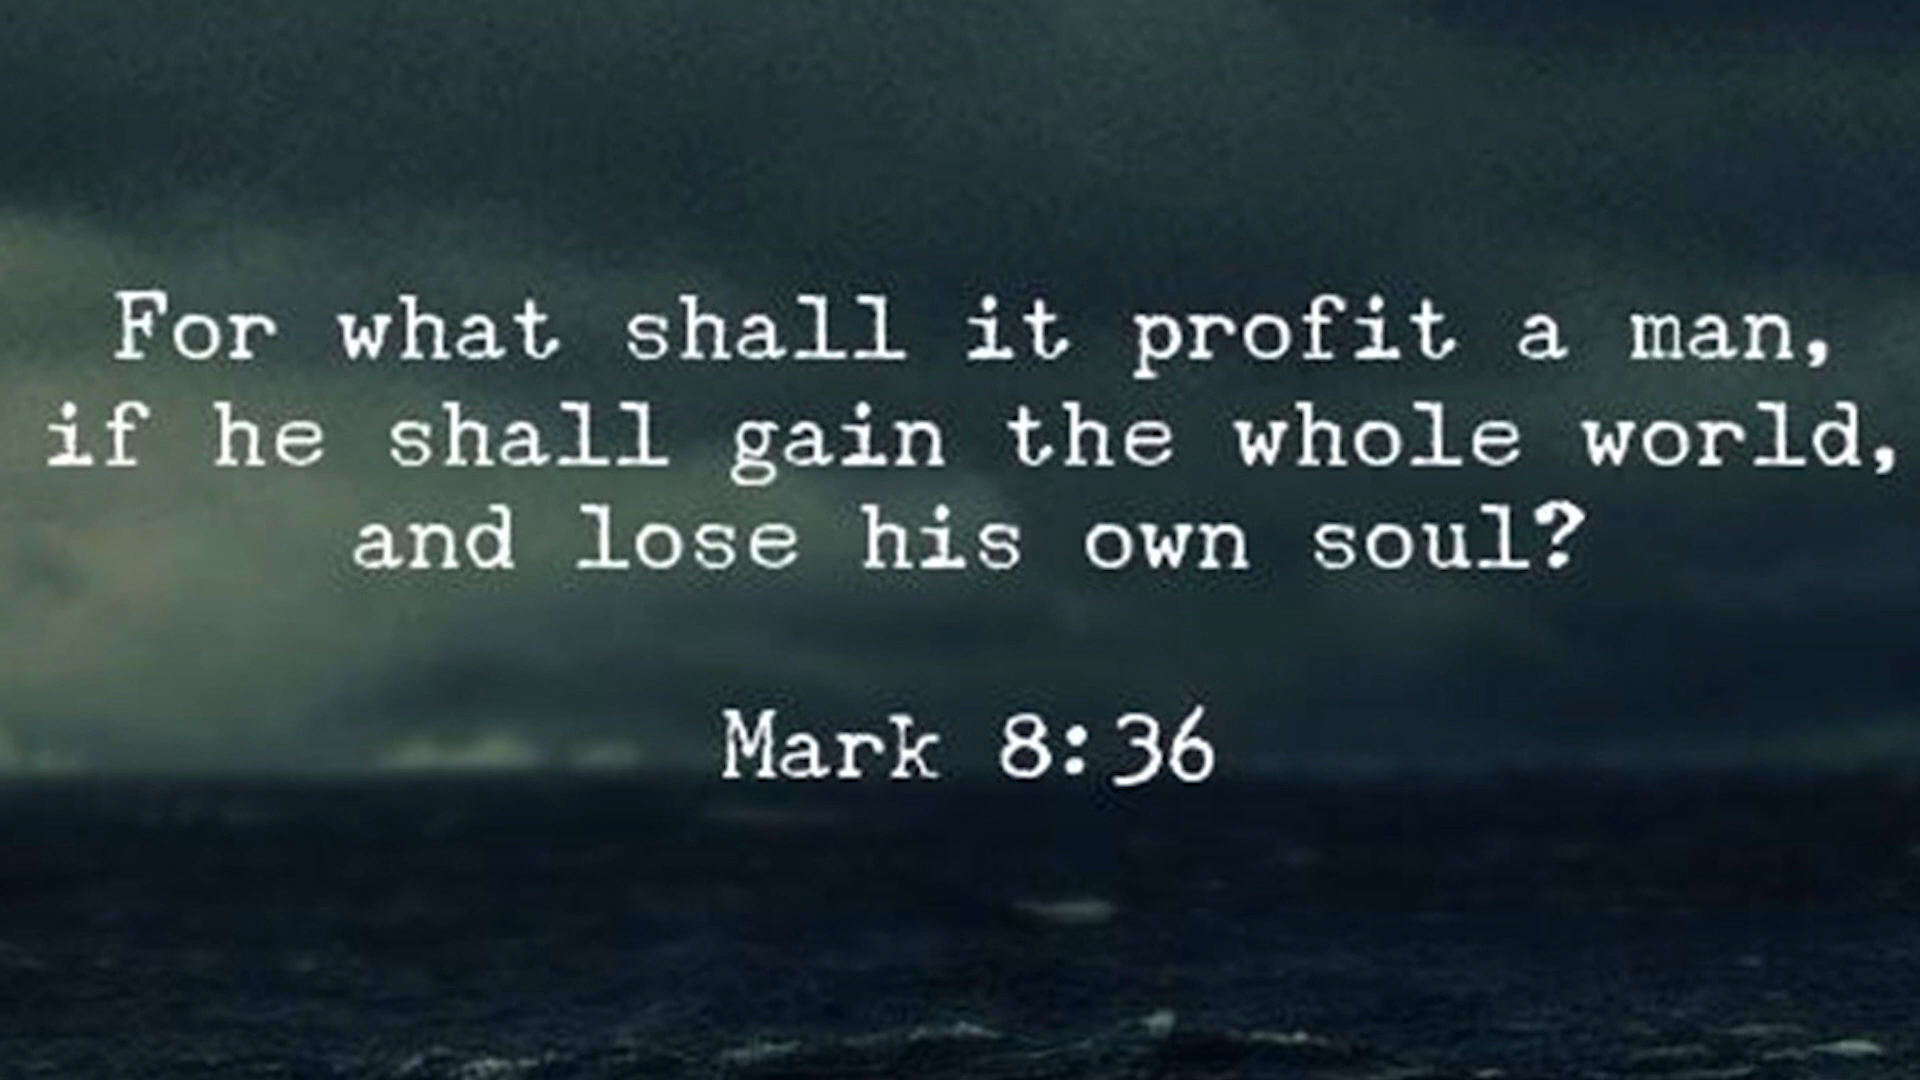 For what shall it profit a man,
if he shall gain the whole world,
and lose his own soul?
Mark 8:36